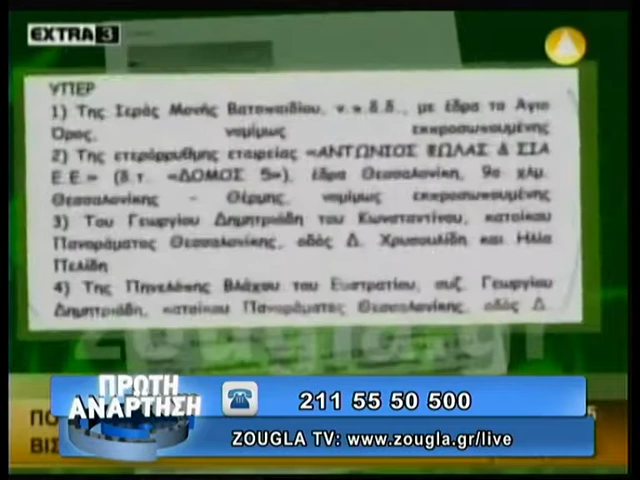 EXTRA 3
ΥΠΕΡ
1) Της Ιεράς Μονής Βατοπαιδίου, ν.π.δ.δ., με έδρα το Άγιο
Όρος, νομίμως εκπροσωπουμένης
2) Της ετερόρρυθμης εταιρείας «ΑΝΤΩΝΙΟΣ ΒΩΛΑΣ & ΣΙΑ
Ε.Ε.» (δ.τ. «ΔΟΜΟΣ 5»), έδρα Θεσσαλονίκη, 9ο χλμ.
Θεσσαλονίκης - Θέρμης, νομίμως εκπροσωπουμένης
3) Του Γεωργίου Δημητριάδη του Κωνσταντίνου, κατοίκου
Πανοράματος Θεσσαλονίκης, οδός Δ. Χρυσουλίδη και Ηλία
Πελίδη
4) Της Πηνελόπης Βλάχου του Ευστρατίου, συζ. Γεωργίου
Δημητριάδη, κατοίκου Πανοράματος Θεσσαλονίκης, οδός Δ.
zougla.gr
ΠΡΩΤΗ
ΑΝΑΡΤΗΣΗ
211 55 50 500
ZOUGLA TV: www.zougla.gr/live